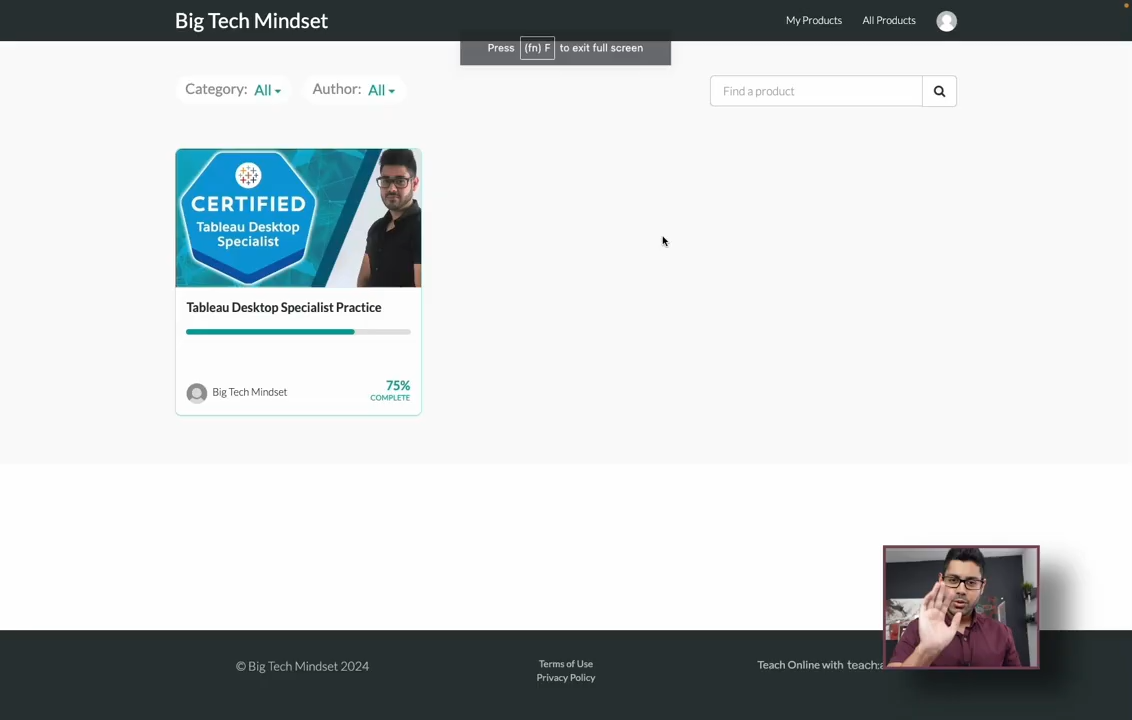 Big Tech Mindset
My Products
All Products
Press (fn) F to exit full screen
Category: All
Author: All
Find a product
CERTIFIED
Tableau Desktop
Specialist
Tableau Desktop Specialist Practice
Big Tech Mindset
75%
COMPLETE
© Big Tech Mindset 2024
Terms of Use
Privacy Policy
Teach Online with